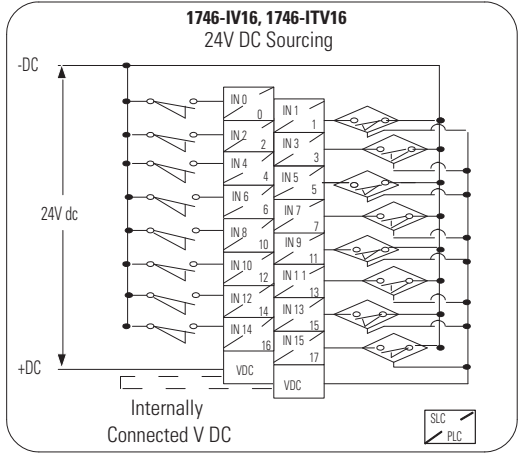 1746-IV16, 1746-ITV16
24V DC Sourcing
-DC
IN 0
0
IN 1
1
IN 2
2
IN 3
3
IN 4
4
IN 5
5
IN 6
6
IN 7
7
24V dc
IN 8
10
IN 9
11
IN 10
12
IN 1 1
13
IN 12
14
IN 13
15
IN 14
16
IN 15
17
+DC
VDC
VDC
Internally
Connected V DC
SLC
PLC